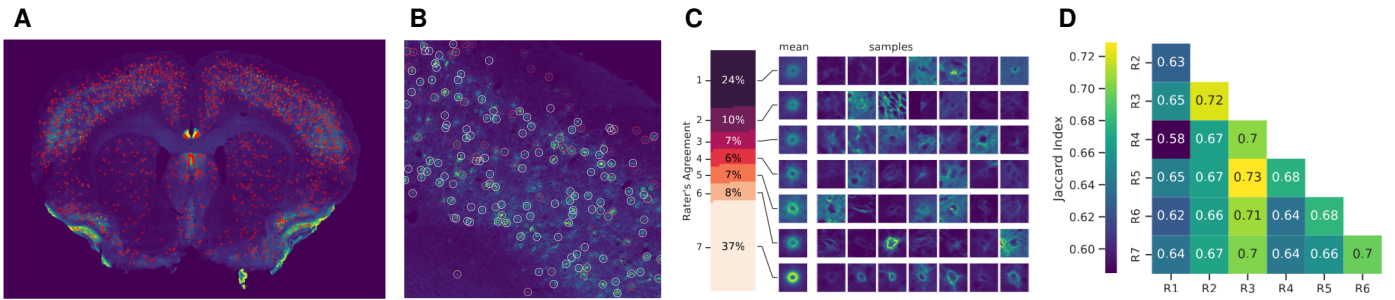 A
B
C
D
mean
samples
Rater's Agreement
1
24%
2
10%
3
7%
4
6%
5
7%
6
8%
7
37%
Jaccard Index
0.72
0.70
0.68
0.66
0.64
0.62
0.60
R2 0.63
R3 0.65 0.72
R4 0.58 0.67 0.7
R5 0.65 0.67 0.73 0.68
R6 0.62 0.66 0.71 0.64 0.68
R7 0.64 0.67 0.7 0.64 0.66 0.7
R1 R2 R3 R4 R5 R6